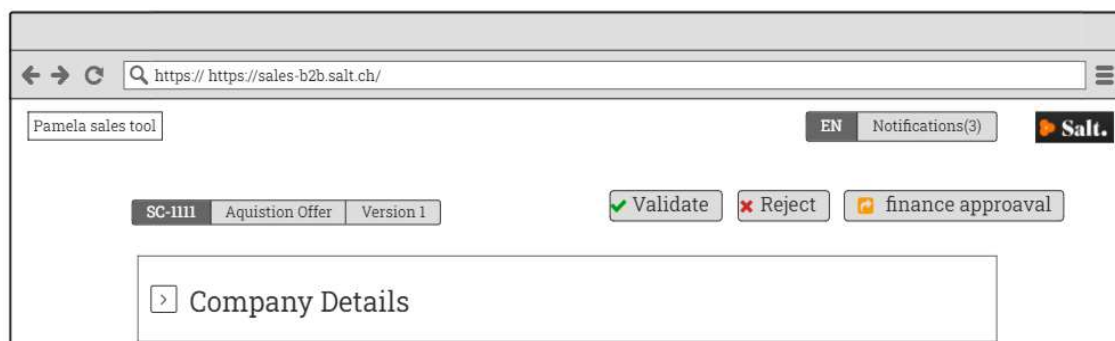 https:// https://sales-b2b.salt.ch/
Pamela sales tool
EN Notifications(3)
Salt.
SC-1111 Aquistion Offer Version 1
Validate Reject finance approaval
Company Details